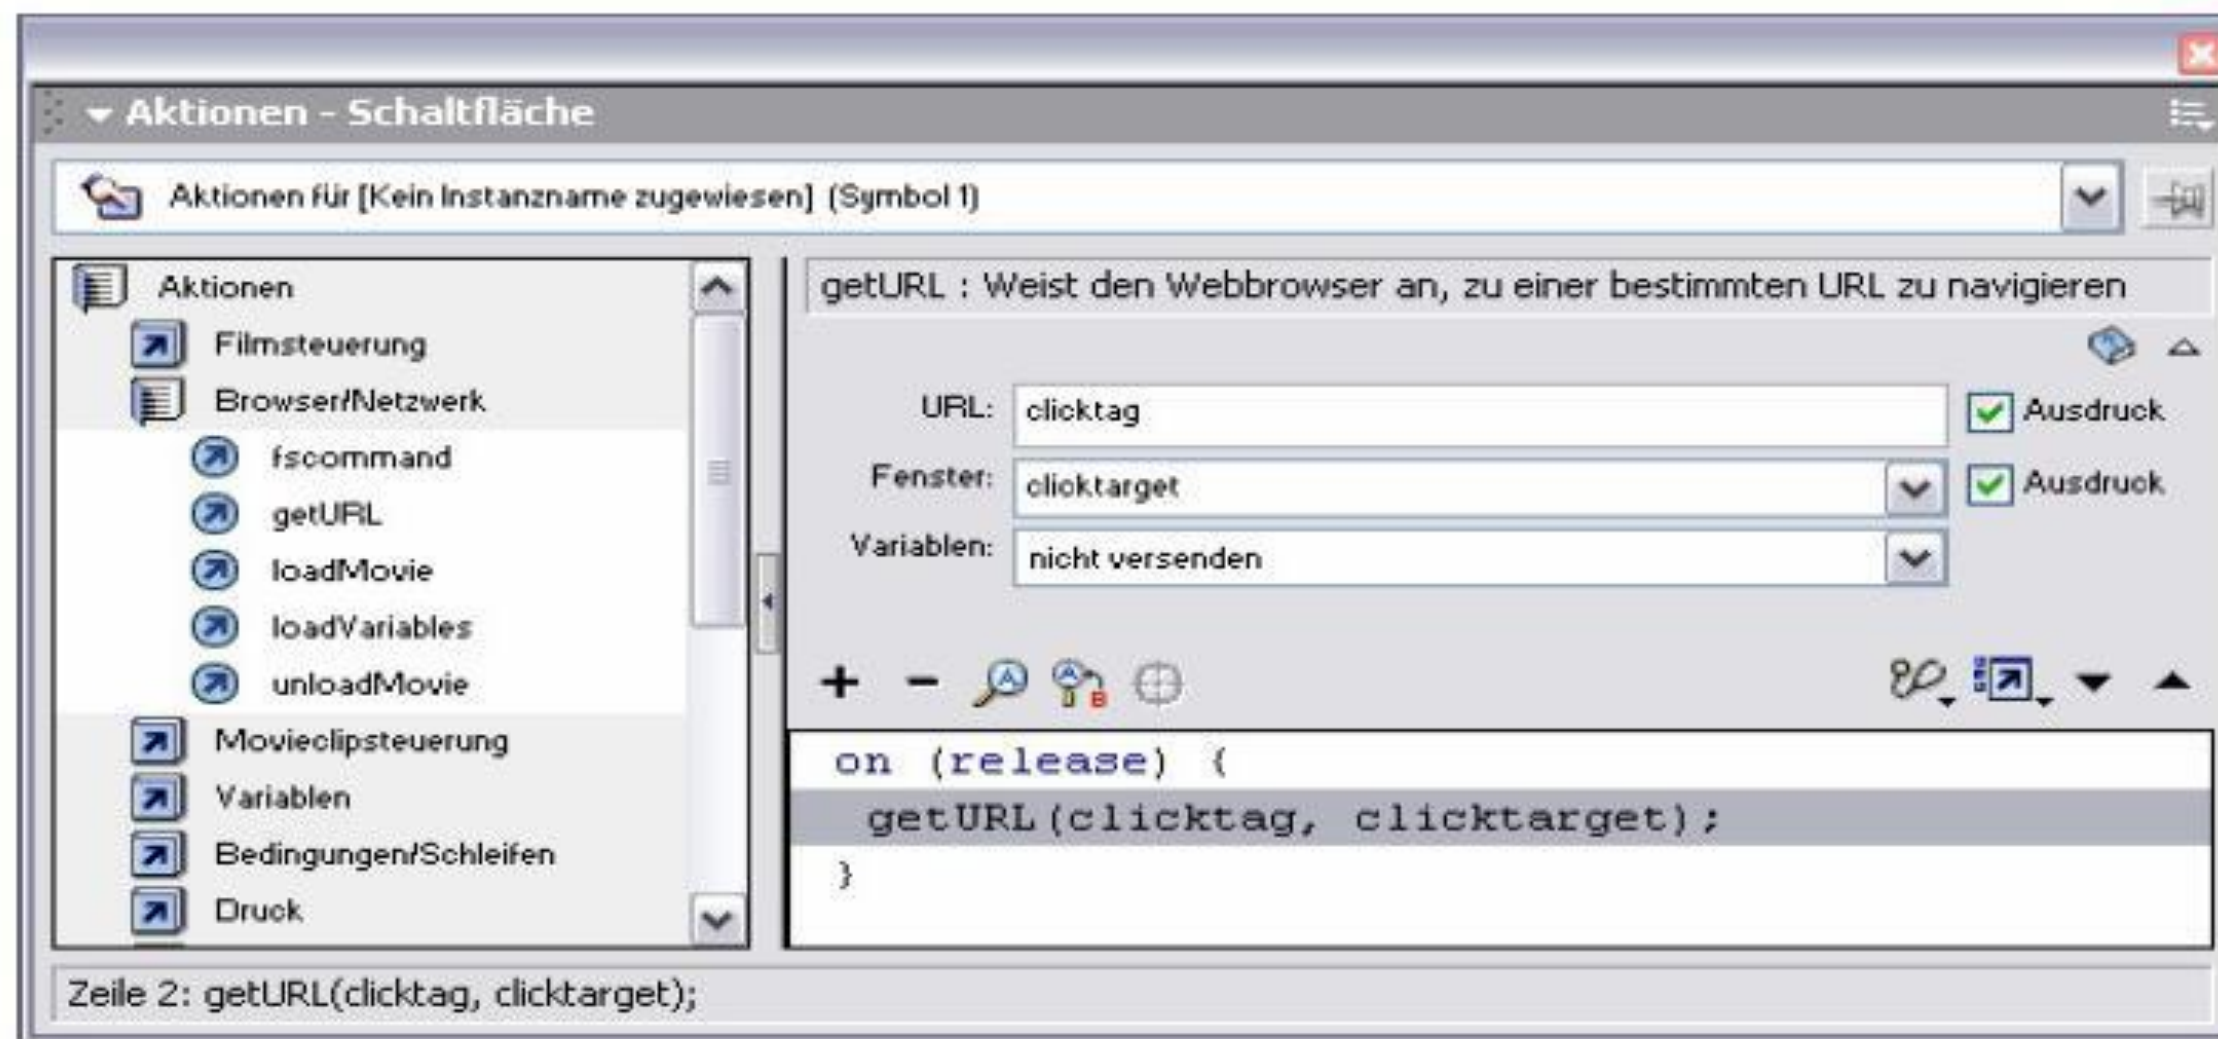 Aktionen - Schaltfläche
Aktionen für [Kein Instanzname zugewiesen] (Symbol 1)
Aktionen
Filmsteuerung
Browser/Netzwerk
fscommand
getURL
loadMovie
loadVariables
unloadMovie
Movieclipsteuerung
Variablen
Bedingungen/Schleifen
Druck
getURL : Weist den Webbrowser an, zu einer bestimmten URL zu navigieren
URL: clicktag Ausdruck
Fenster: clicktarget Ausdruck
Variablen: nicht versenden
on (release) {
getURL(clicktag, clicktarget);
}
Zeile 2: getURL(clicktag, clicktarget);